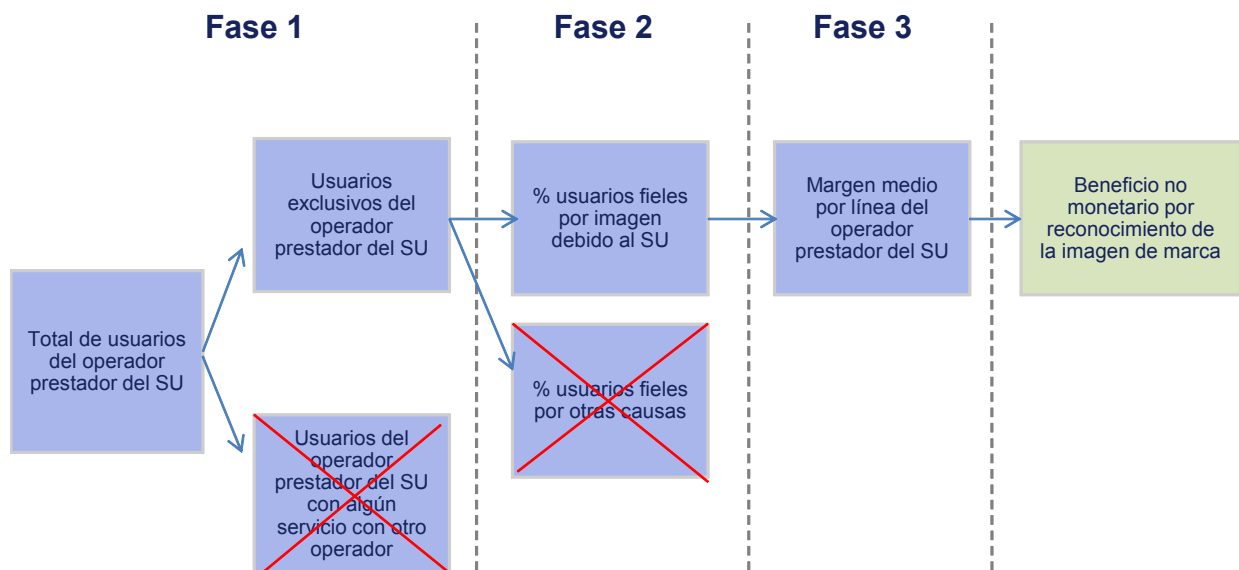 Fase 1
Fase 2
Fase 3
Total de usuarios
del operador
prestador del SU
Usuarios
exclusivos del
operador
prestador del SU
Usuarios del
operador
prestador del SU
con algún
servicio con otro
operador
% usuarios fieles
por imagen
debido al SU
% usuarios fieles
por otras causas
Margen medio
por línea del
operador
prestador del SU
Beneficio no
monetario por
reconocimiento de
la imagen de marca